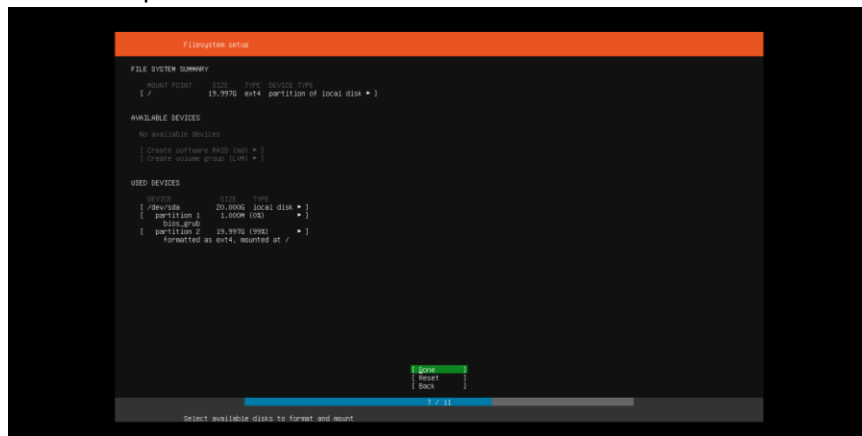 Filesystem setup
FILE SYSTEM SUMMARY
MOUNT POINT SIZE TYPE DEVICE TYPE
[ / 19.997G ext4 partition of local disk ▸ ]
AVAILABLE DEVICES
No available devices
[ Create software RAID (md) ▸ ]
[ Create volume group (LVM) ▸ ]
USED DEVICES
DEVICE SIZE TYPE
[ /dev/sda 20.000G local disk ▸ ]
[ partition 1 1.000M (0%) ▸ ]
bios_grub
[ partition 2 19.997G (99%) ▸ ]
formatted as ext4, mounted at /
[ Done ]
[ Reset ]
[ Back ]
7 / 11
Select available disks to format and mount